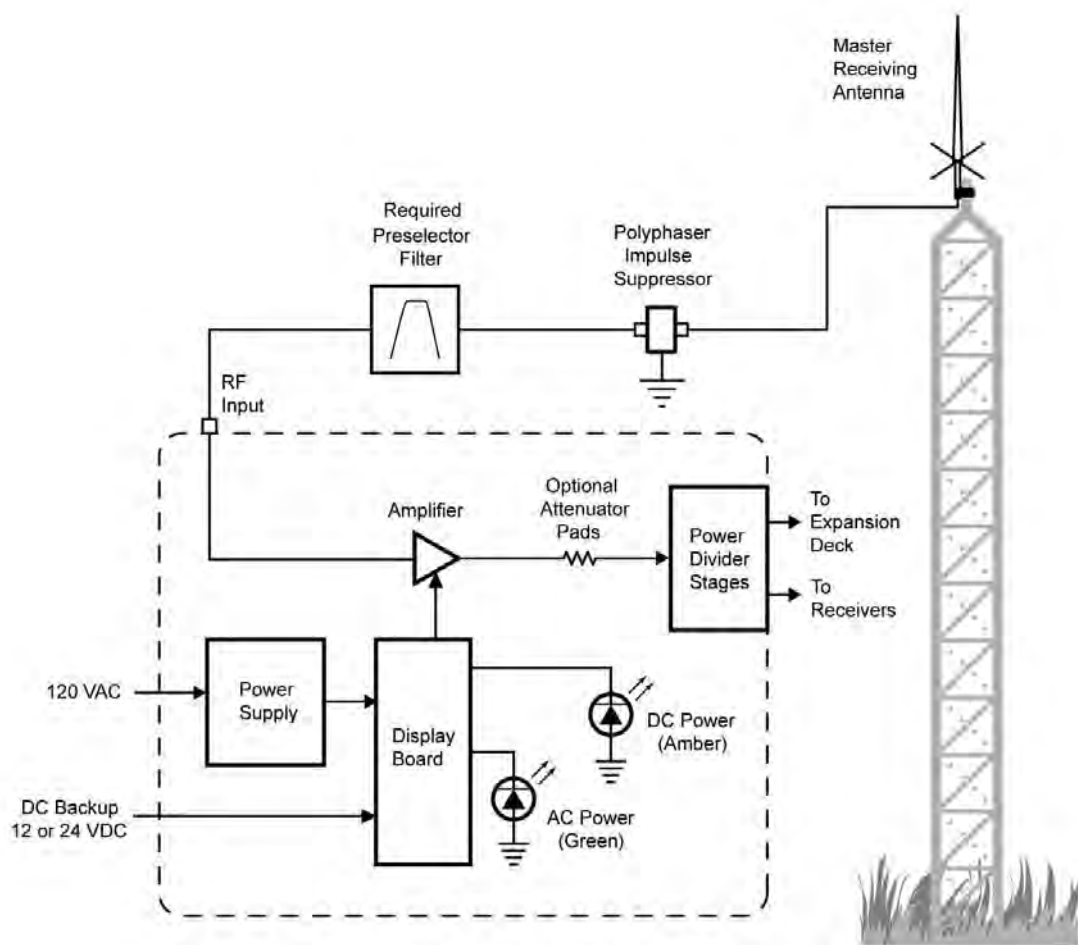 Master
Receiving
Antenna
Required
Preselector
Filter
Polyphaser
Impulse
Suppressor
RF
Input
Amplifier
Optional
Attenuator
Pads
Power
Divider
Stages
To
Expansion
Deck
To
Receivers
120 VAC
Power
Supply
Display
Board
DC Power
(Amber)
DC Backup
12 or 24 VDC
AC Power
(Green)